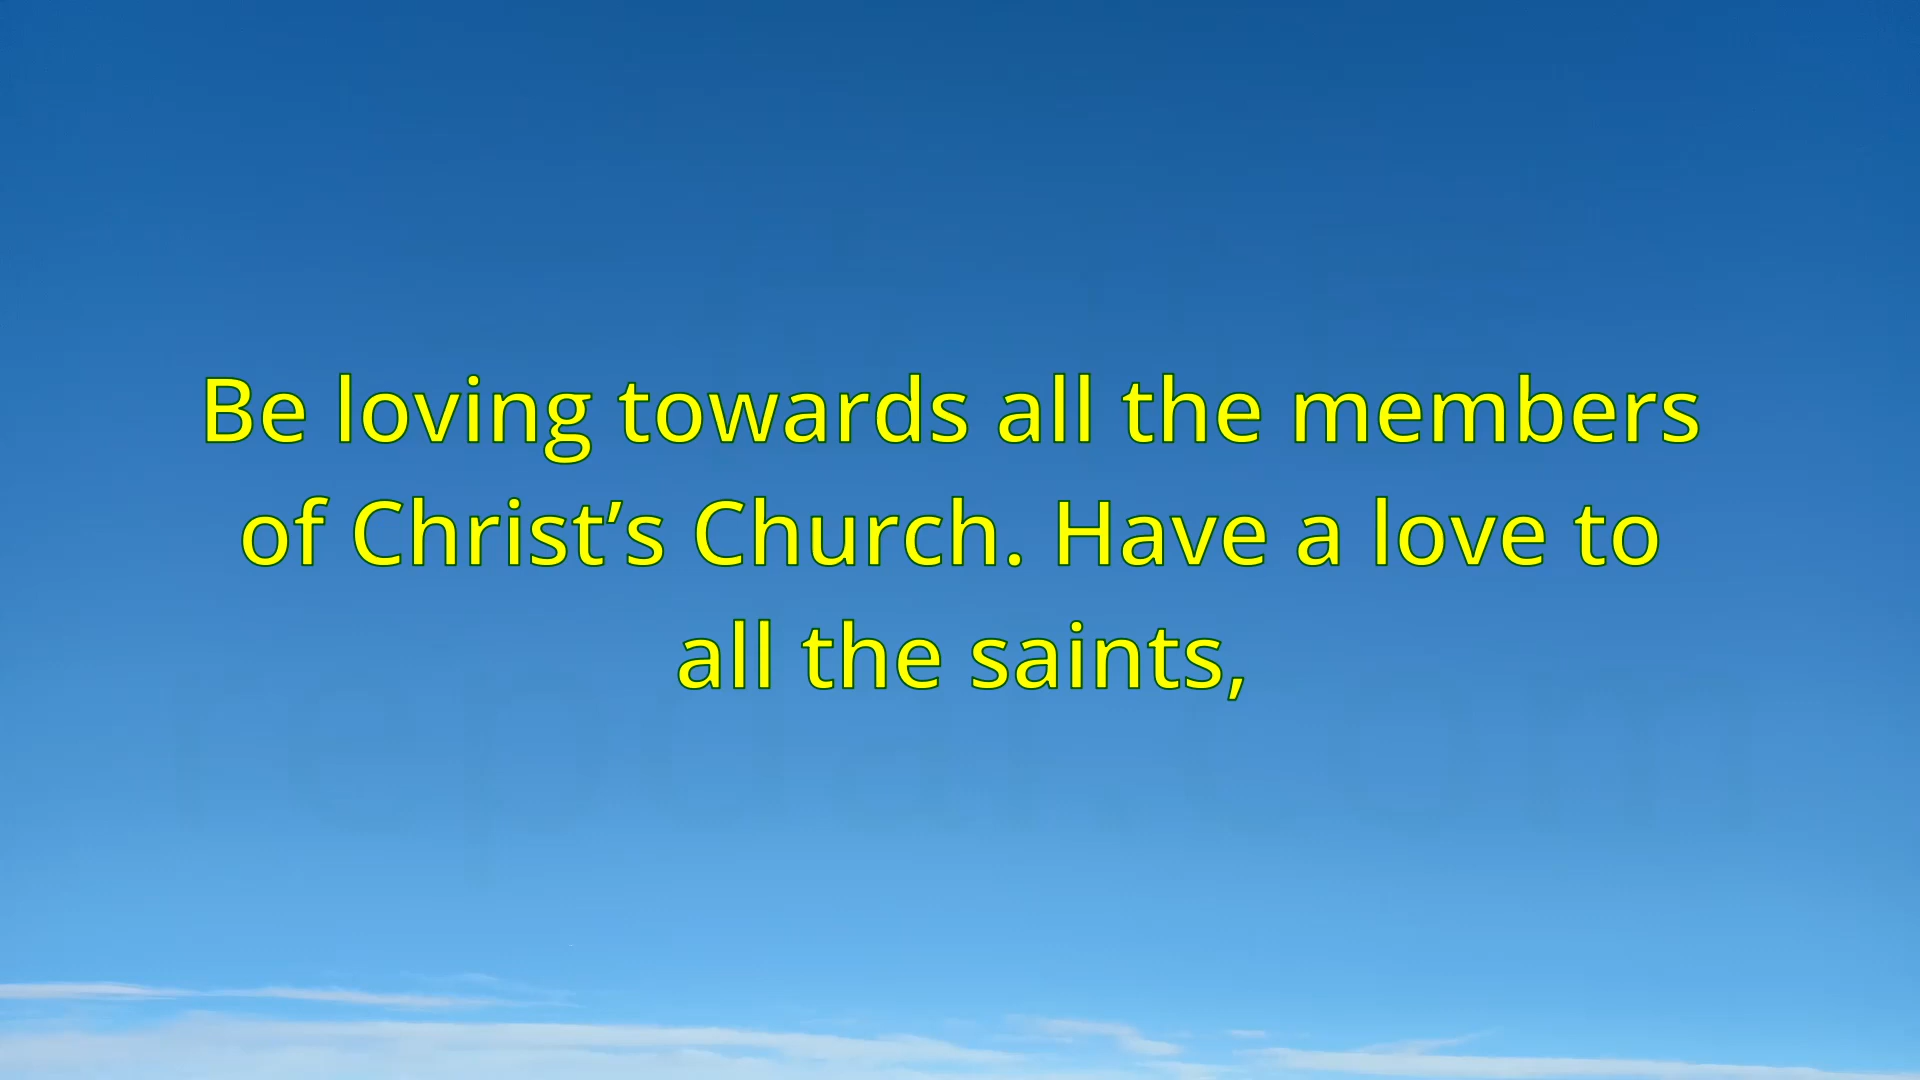 Be loving towards all the members
of Christ’s Church. Have a love to
all the saints,